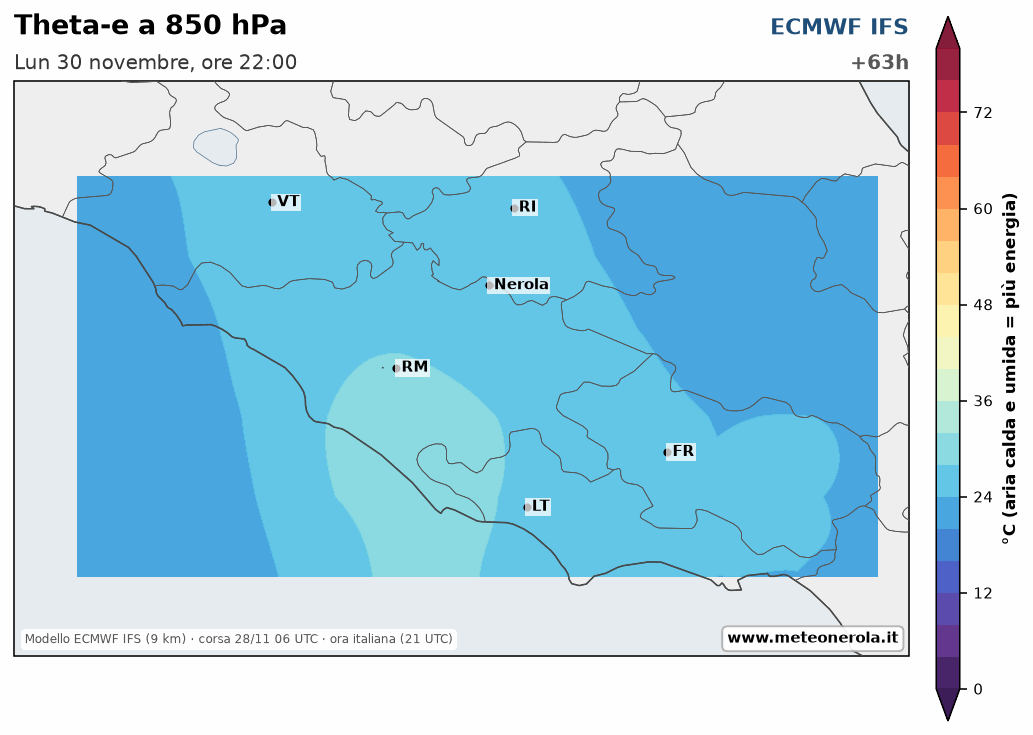 Theta-e a 850 hPa
ECMWF IFS
Lun 30 novembre, ore 22:00
+63h
VT
RI
Nerola
RM
FR
LT
72
60
48
36
24
12
0
°C (aria calda e umida = più energia)
Modello ECMWF IFS (9 km) · corsa 28/11 06 UTC · ora italiana (21 UTC)
www.meteonerola.it